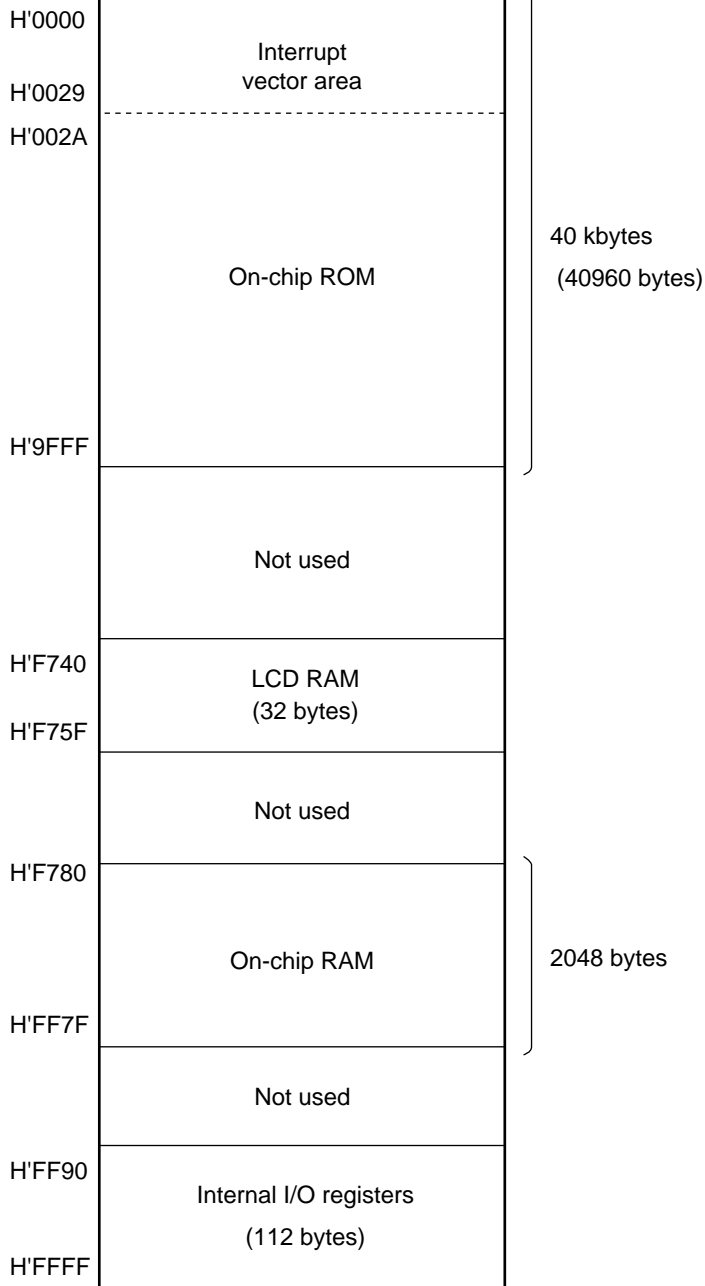 H'0000
Interrupt
vector area
H'0029
H'002A
40 kbytes
(40960 bytes)
On-chip ROM
H'9FFF
Not used
H'F740
LCD RAM
(32 bytes)
H'F75F
Not used
H'F780
On-chip RAM
2048 bytes
H'FF7F
Not used
H'FF90
Internal I/O registers
(112 bytes)
H'FFFF